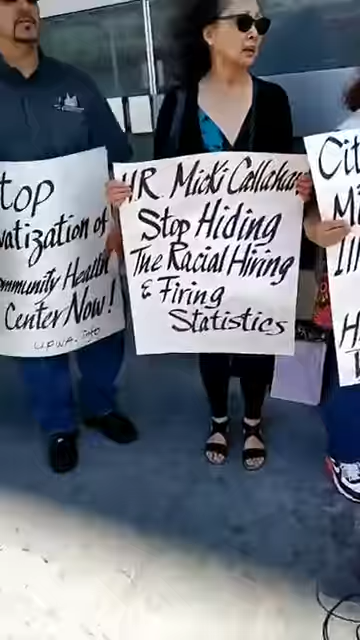 top
vatization of
mmunity Health
Center Now!
UPWA.info
HR. Micki Callahan
Stop Hiding
The Racial Hiring
& Firing
Statistics
Cit